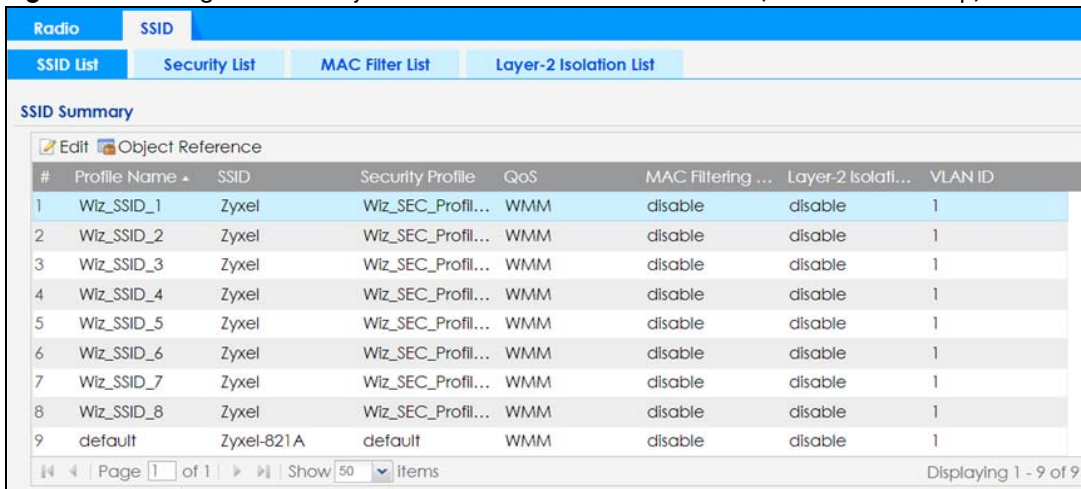 Radio SSID
SSID List Security List MAC Filter List Layer-2 Isolation List
SSID Summary
Edit Object Reference
# Profile Name SSID Security Profile QoS MAC Filtering ... Layer-2 Isolati... VLAN ID
1 Wiz_SSID_1 Zyxel Wiz_SEC_Profil... WMM disable disable 1
2 Wiz_SSID_2 Zyxel Wiz_SEC_Profil... WMM disable disable 1
3 Wiz_SSID_3 Zyxel Wiz_SEC_Profil... WMM disable disable 1
4 Wiz_SSID_4 Zyxel Wiz_SEC_Profil... WMM disable disable 1
5 Wiz_SSID_5 Zyxel Wiz_SEC_Profil... WMM disable disable 1
6 Wiz_SSID_6 Zyxel Wiz_SEC_Profil... WMM disable disable 1
7 Wiz_SSID_7 Zyxel Wiz_SEC_Profil... WMM disable disable 1
8 Wiz_SSID_8 Zyxel Wiz_SEC_Profil... WMM disable disable 1
9 default Zyxel-821A default WMM disable disable 1
Page 1 of 1 Show 50 items Displaying 1 - 9 of 9